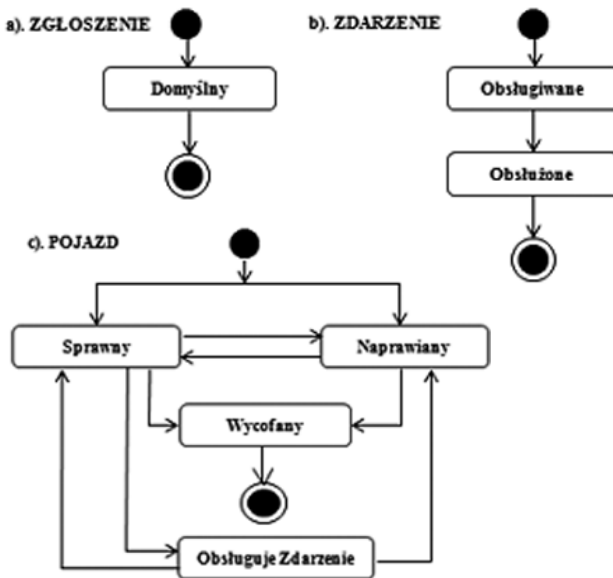 a). ZGŁOSZENIE
Domyślny
b). ZDARZENIE
Obsługiwane
Obsłużone
c). POJAZD
Sprawny
Naprawiany
Wycofany
Obsługuje Zdarzenie